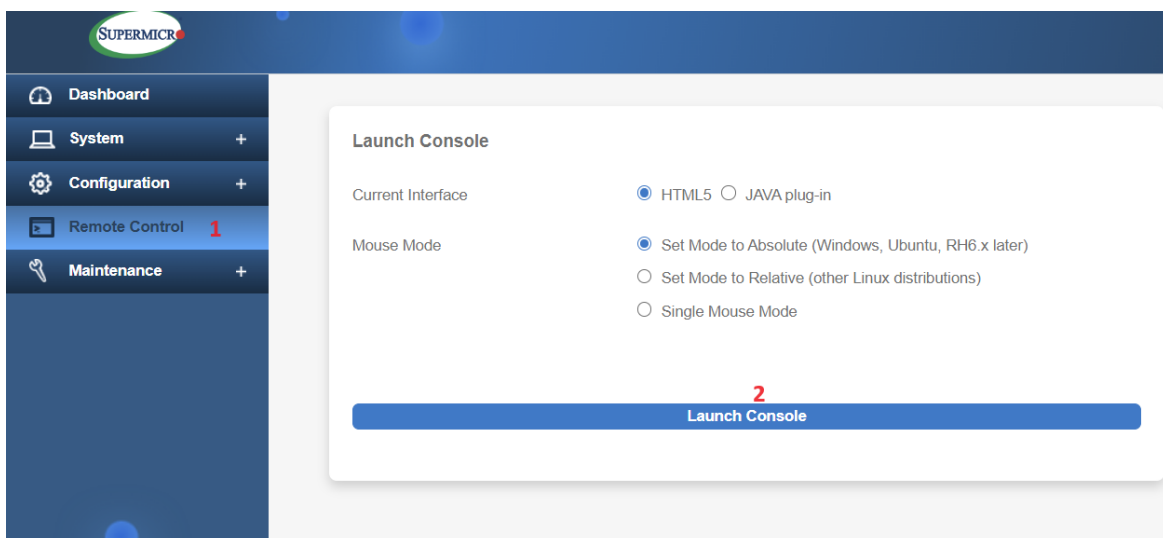 SUPERMICR
Dashboard
System +
Configuration +
Remote Control 1
Maintenance +
Launch Console
Current Interface
HTML5 JAVA plug-in
Mouse Mode
Set Mode to Absolute (Windows, Ubuntu, RH6.x later)
Set Mode to Relative (other Linux distributions)
Single Mouse Mode
2
Launch Console